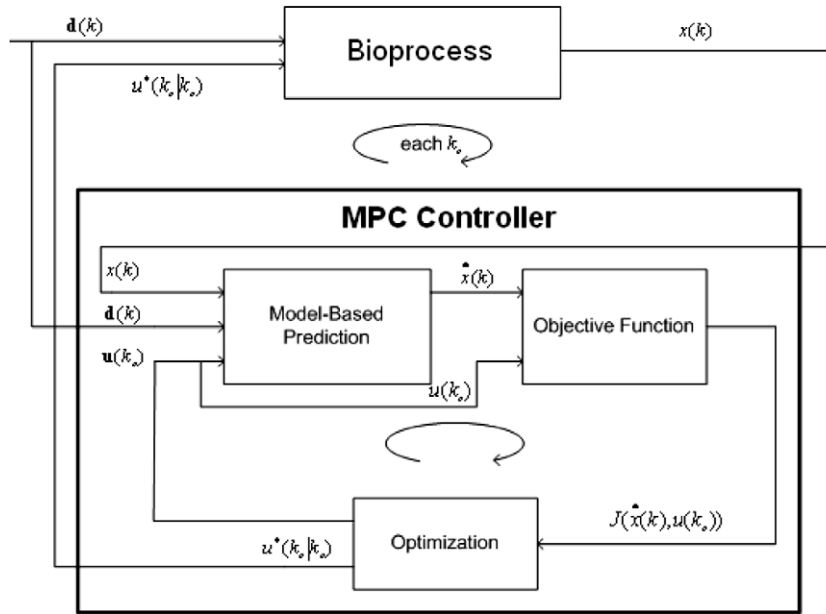 d(k)
Bioprocess
x(k)
u*(kₒ|kₒ)
each kₒ
MPC Controller
x(k)
x̂(k)
d(k)
Model-Based
Prediction
Objective Function
u(kₒ)
u(kₒ)
J(x̂(k),u(kₒ))
Optimization
u*(kₒ|kₒ)